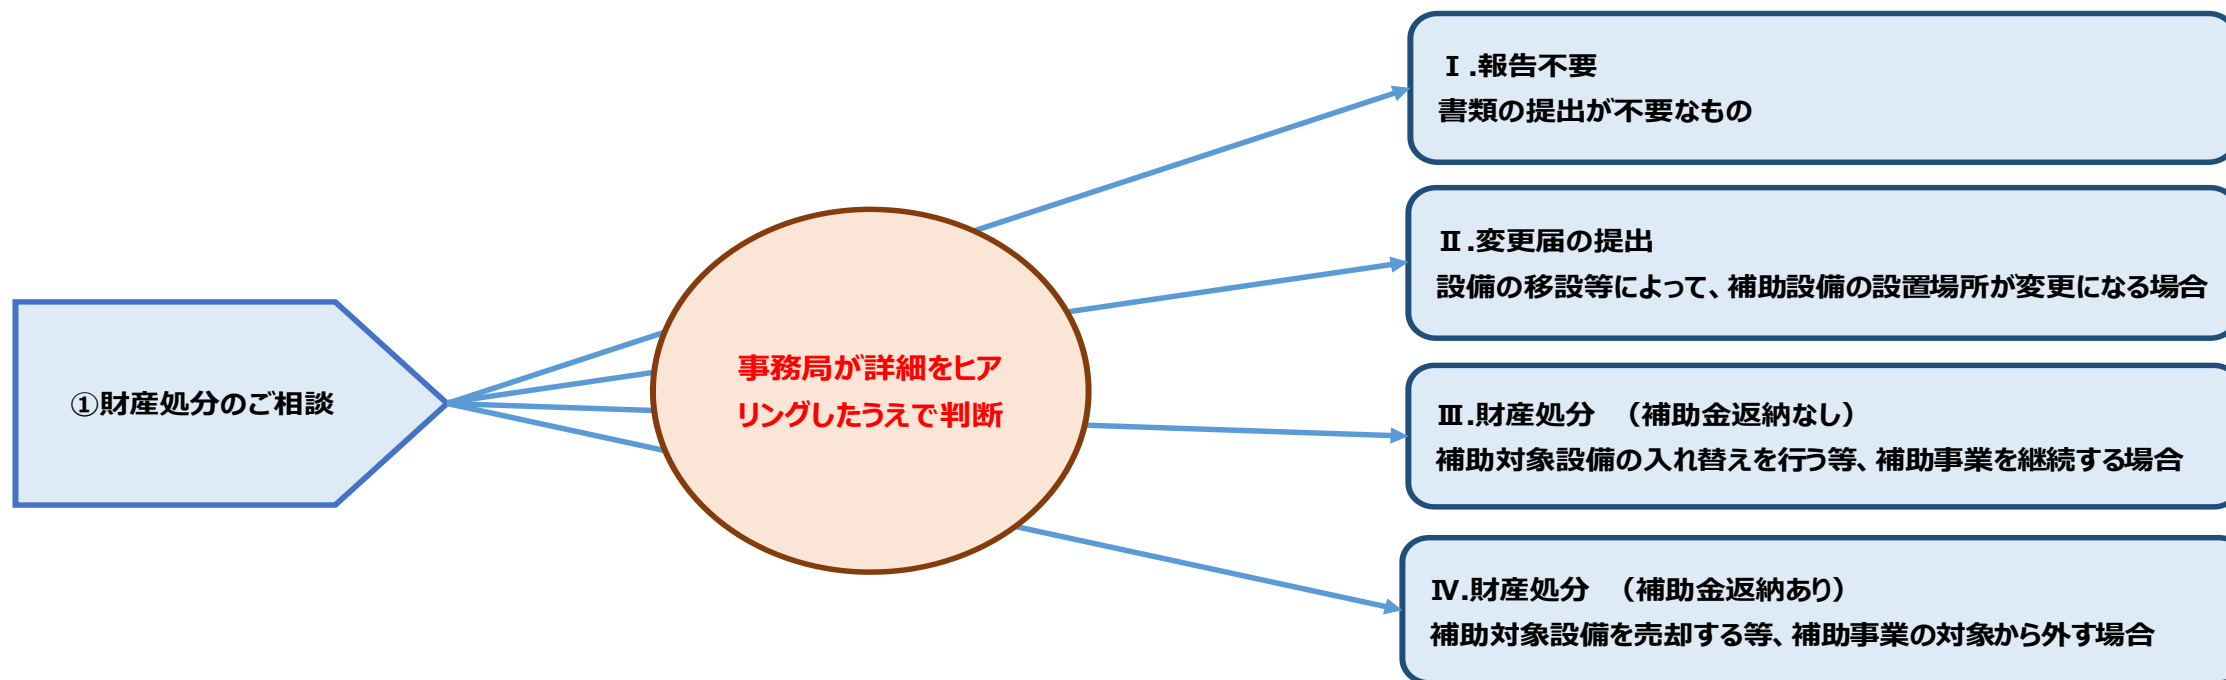 ①財産処分のご相談
事務局が詳細をヒア
リングしたうえで判断
Ⅰ.報告不要
書類の提出が不要なもの
Ⅱ.変更届の提出
設備の移設等によって、補助設備の設置場所が変更になる場合
Ⅲ.財産処分　（補助金返納なし）
補助対象設備の入れ替えを行う等、補助事業を継続する場合
Ⅳ.財産処分　（補助金返納あり）
補助対象設備を売却する等、補助事業の対象から外す場合